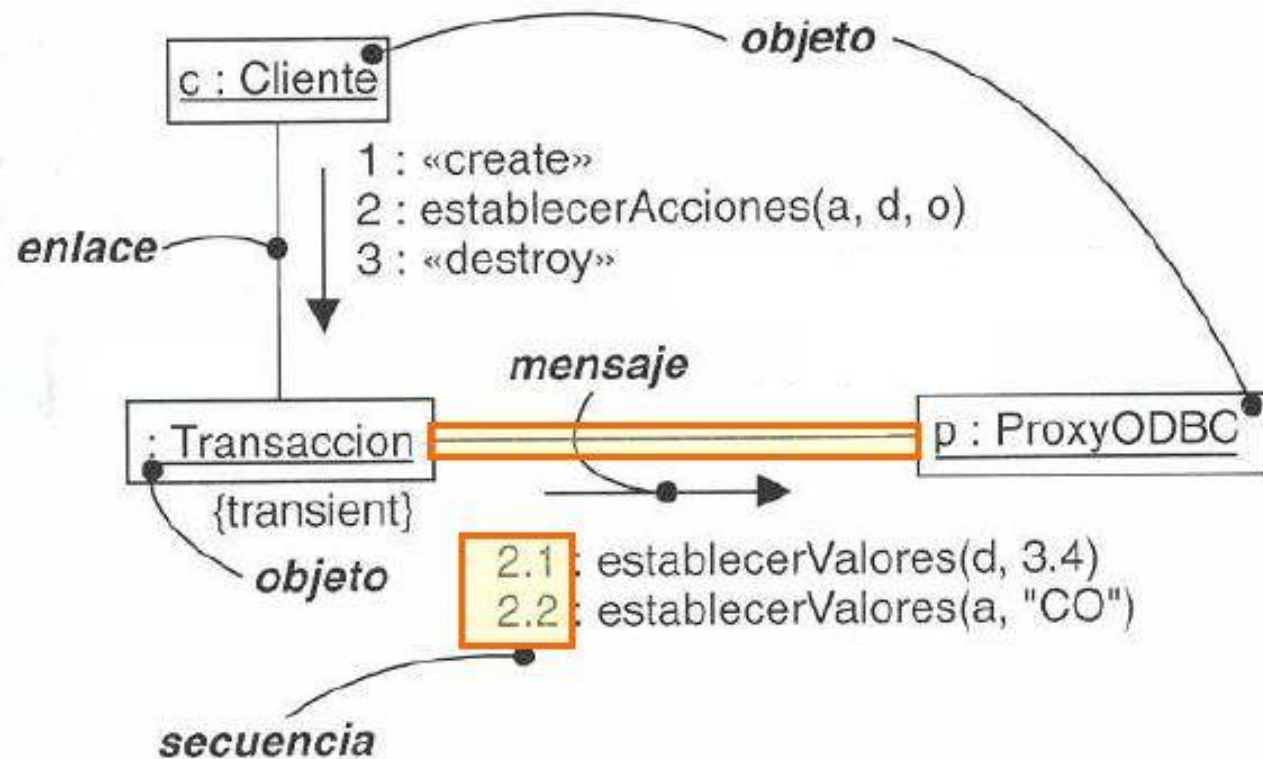 objeto
c : Cliente
1 : «create»
2 : establecerAcciones(a, d, o)
enlace
3 : «destroy»
mensaje
: Transaccion
p : ProxyODBC
{transient}
objeto
2.1 : establecerValores(d, 3.4)
2.2 : establecerValores(a, "CO")
secuencia